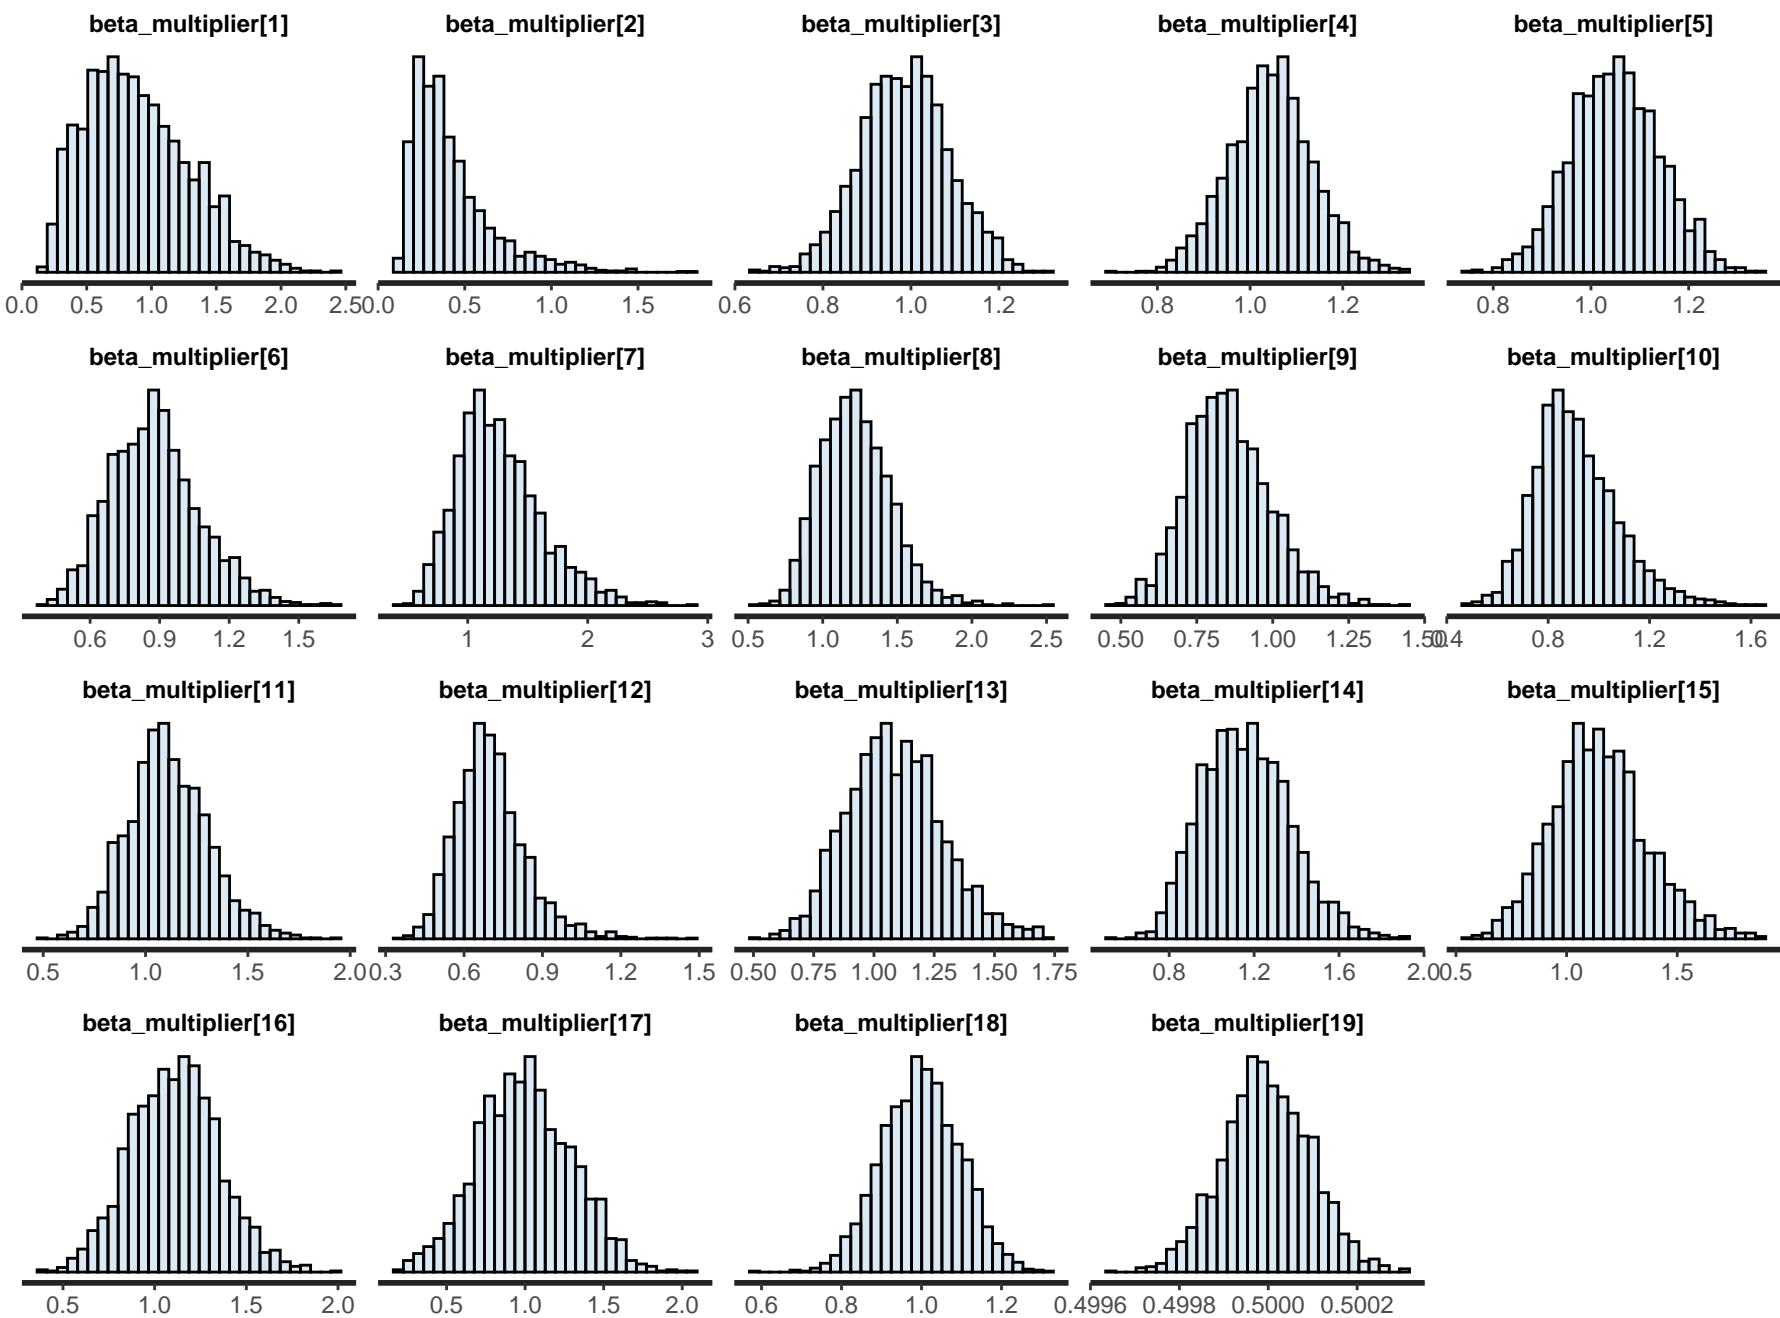 beta_multiplier[1] beta_multiplier[2] beta_multiplier[3] beta_multiplier[4] beta_multiplier[5]
0.0 0.5 1.0 1.5 2.0 2.5 0.0 0.5 1.0 1.5 0.6 0.8 1.0 1.2 0.8 1.0 1.2 0.8 1.0 1.2
beta_multiplier[6] beta_multiplier[7] beta_multiplier[8] beta_multiplier[9] beta_multiplier[10]
0.6 0.9 1.2 1.5 1 2 3 0.5 1.0 1.5 2.0 2.5 0.50 0.75 1.00 1.25 1.50 0.4 0.8 1.2 1.6
beta_multiplier[11] beta_multiplier[12] beta_multiplier[13] beta_multiplier[14] beta_multiplier[15]
0.5 1.0 1.5 2.0 0.3 0.6 0.9 1.2 1.5 0.50 0.75 1.00 1.25 1.50 1.75 0.8 1.2 1.6 2.0 0.5 1.0 1.5
beta_multiplier[16] beta_multiplier[17] beta_multiplier[18] beta_multiplier[19]
0.5 1.0 1.5 2.0 0.5 1.0 1.5 2.0 0.6 0.8 1.0 1.2 0.4996 0.4998 0.5000 0.5002